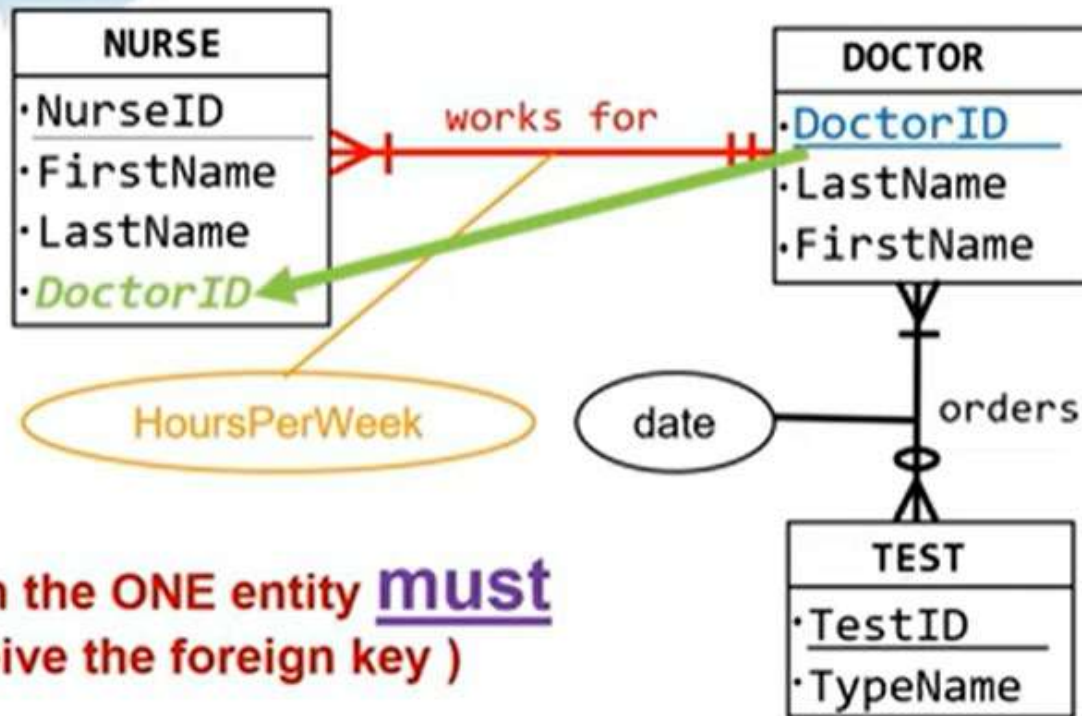 NURSE
·NurseID
·FirstName
·LastName
·DoctorID
works for
DOCTOR
·DoctorID
·LastName
·FirstName
HoursPerWeek
date
orders
the ONE entity must
the foreign key )
TEST
·TestID
·TypeName